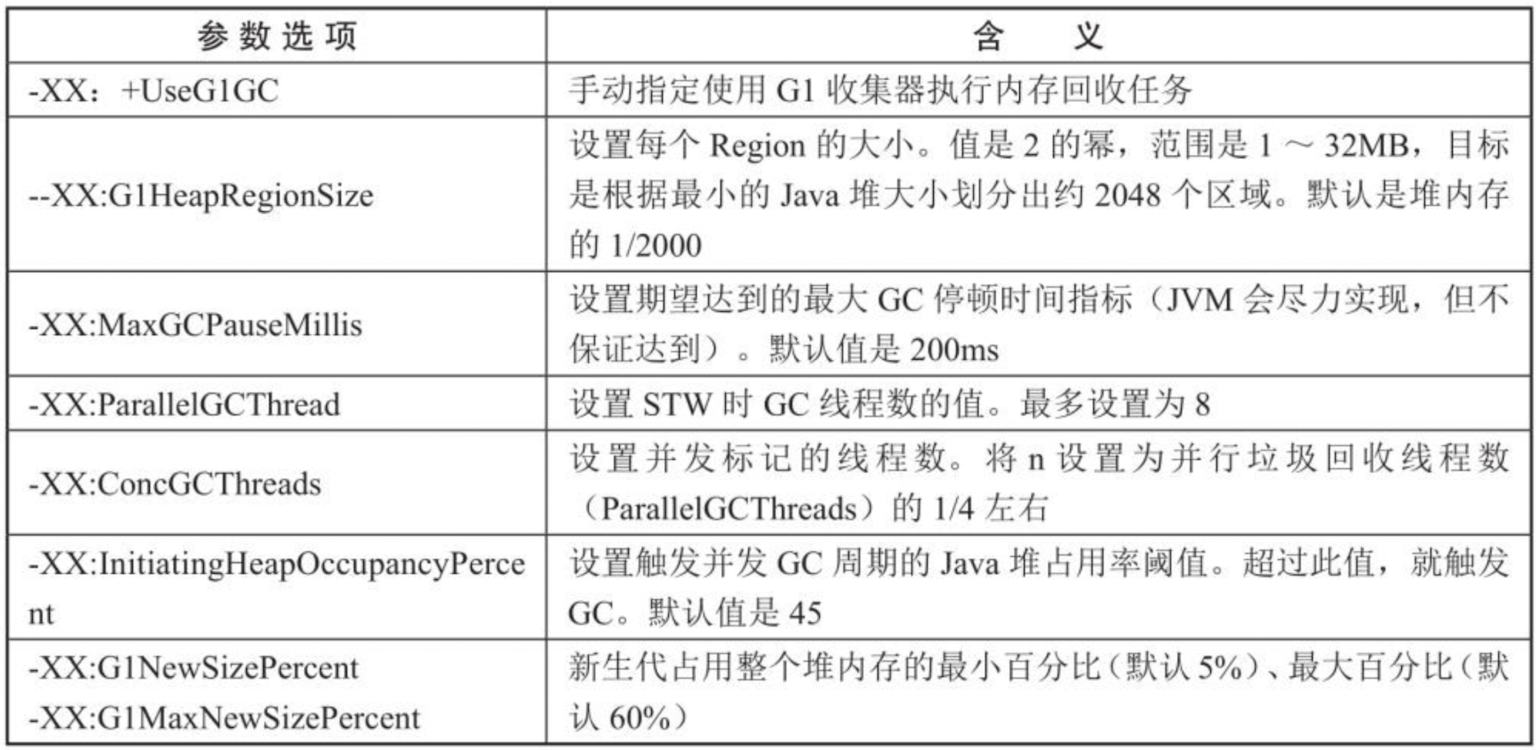 参数选项
含 义
-XX：+UseG1GC
手动指定使用 G1 收集器执行内存回收任务
--XX:G1HeapRegionSize
设置每个 Region 的大小。值是 2 的幂，范围是 1 ～ 32MB，目标
是根据最小的 Java 堆大小划分出约 2048 个区域。默认是堆内存
的 1/2000
-XX:MaxGCPauseMillis
设置期望达到的最大 GC 停顿时间指标（JVM 会尽力实现，但不
保证达到）。默认值是 200ms
-XX:ParallelGCThread
设置 STW 时 GC 线程数的值。最多设置为 8
-XX:ConcGCThreads
设置并发标记的线程数。将 n 设置为并行垃圾回收线程数
（ParallelGCThreads）的 1/4 左右
-XX:InitiatingHeapOccupancyPerce
nt
设置触发并发 GC 周期的 Java 堆占用率阈值。超过此值，就触发
GC。默认值是 45
-XX:G1NewSizePercent
-XX:G1MaxNewSizePercent
新生代占用整个堆内存的最小百分比（默认 5%）、最大百分比（默
认 60%）